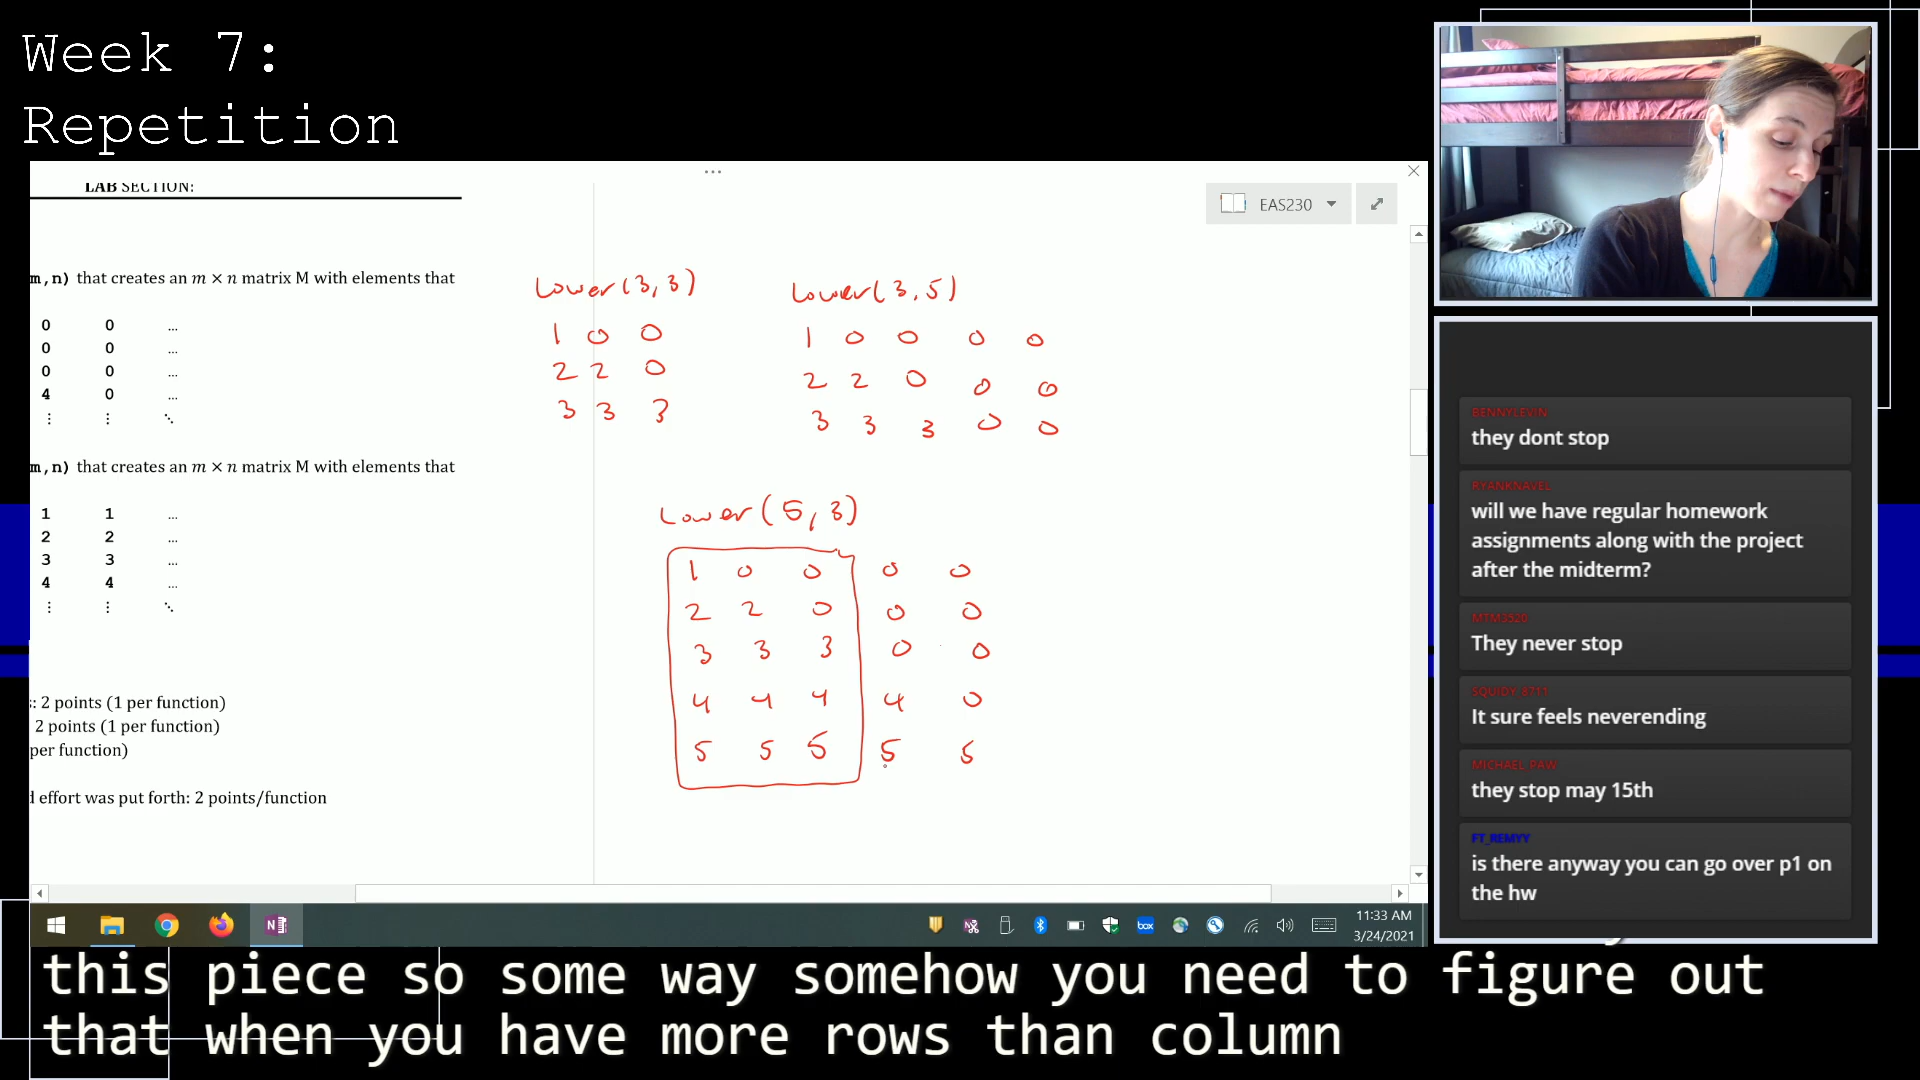 Week 7:
Repetition
LAB SECTION:
EAS230
m,n) that creates an m × n matrix M with elements that
0 0 ...
0 0 ...
0 0 ...
4 0 ...
⋮ ⋮ ⋱
m,n) that creates an m × n matrix M with elements that
1 1 ...
2 2 ...
3 3 ...
4 4 ...
⋮ ⋮ ⋱
: 2 points (1 per function)
2 points (1 per function)
per function)
d effort was put forth: 2 points/function
Lower(3,3)
1 0 0
2 2 0
3 3 3
Lower(3,5)
1 0 0 0 0
2 2 0 0 0
3 3 3 0 0
Lower(5,3)
1 0 0 0 0
2 2 0 0 0
3 3 3 0 0
4 4 4 4 0
5 5 5 5 5
BENNYLEVIN
they dont stop
RYANKNAVEL
will we have regular homework
assignments along with the project
after the midterm?
MTM3520
They never stop
SQUIDY_8711
It sure feels neverending
MICHAEL_PAW
they stop may 15th
FT_REMYY
is there anyway you can go over p1 on
the hw
N
box
11:33 AM
3/24/2021
this piece so some way somehow you need to figure out
that when you have more rows than column